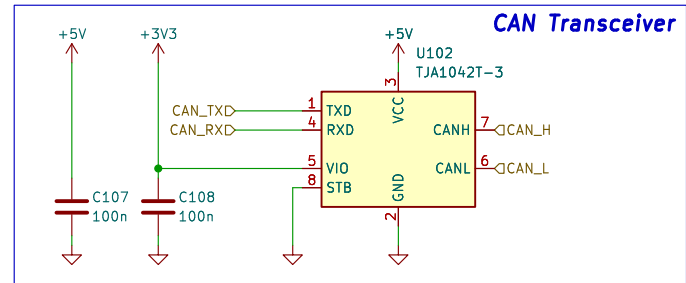 CAN Transceiver
+5V
+3V3
+5V
U102
TJA1042T-3
3
VCC
CAN_TX
1
TXD
CAN_RX
4
RXD
CANH
7
CAN_H
5
VIO
CANL
6
CAN_L
8
STB
GND
2
C107
100n
C108
100n